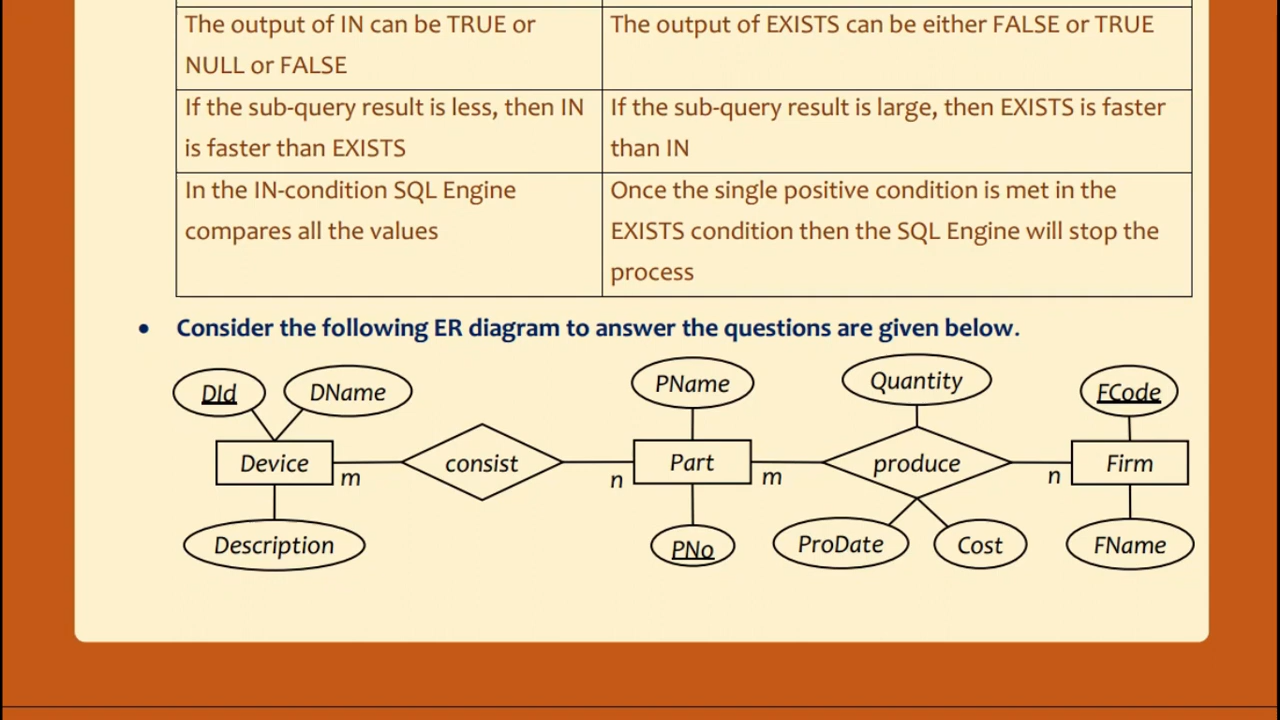 The output of IN can be TRUE or
NULL or FALSE
The output of EXISTS can be either FALSE or TRUE
If the sub-query result is less, then IN
is faster than EXISTS
If the sub-query result is large, then EXISTS is faster
than IN
In the IN-condition SQL Engine
compares all the values
Once the single positive condition is met in the
EXISTS condition then the SQL Engine will stop the
process
• Consider the following ER diagram to answer the questions are given below.
DId
DName
PName
Quantity
FCode
Device
m
consist
n
Part
m
produce
n
Firm
Description
PNo
ProDate
Cost
FName